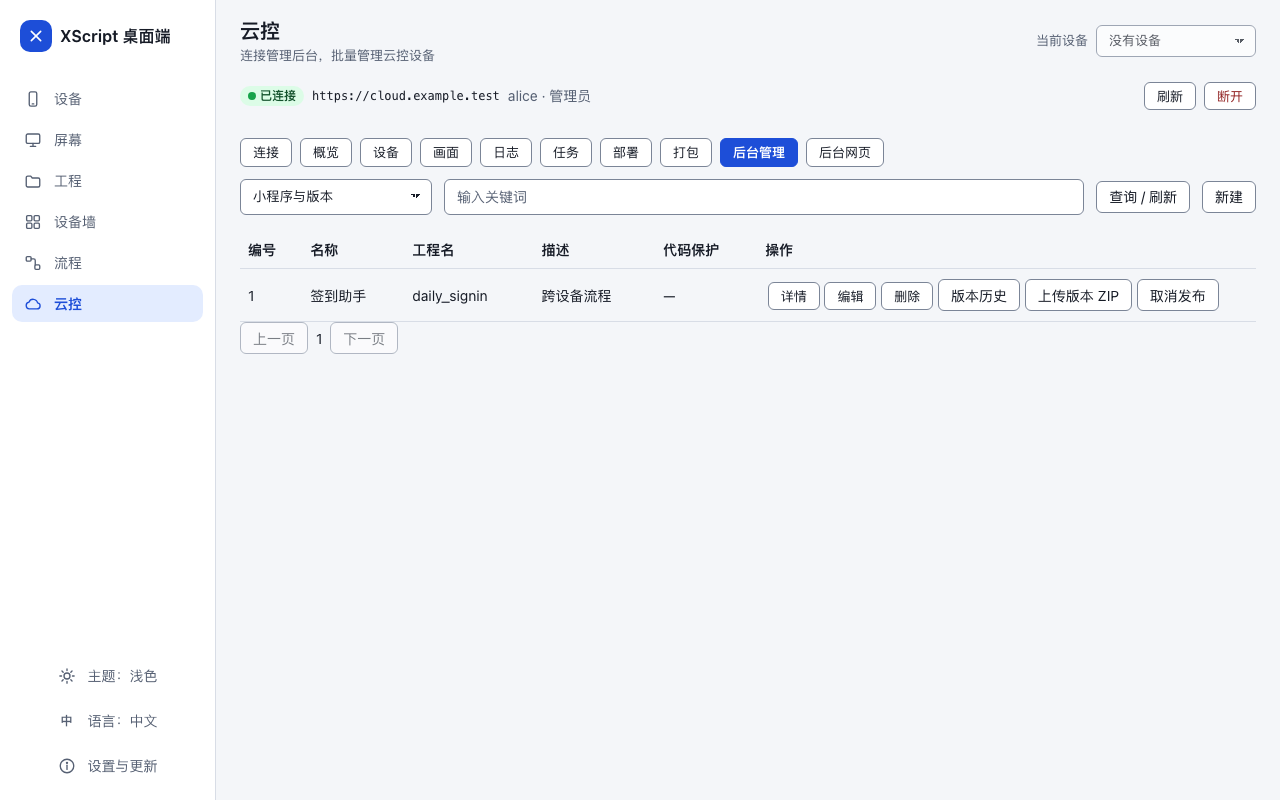 XScript 桌面端
设备
屏幕
工程
设备墙
流程
云控
主题：浅色
中 语言：中文
设置与更新
云控
连接管理后台，批量管理云控设备
当前设备 没有设备
已连接 https://cloud.example.test alice · 管理员 刷新 断开
连接 概览 设备 画面 日志 任务 部署 打包 后台管理 后台网页
小程序与版本 输入关键词 查询 / 刷新 新建
编号 名称 工程名 描述 代码保护 操作
1 签到助手 daily_signin 跨设备流程 — 详情 编辑 删除 版本历史 上传版本 ZIP 取消发布
上一页 1 下一页